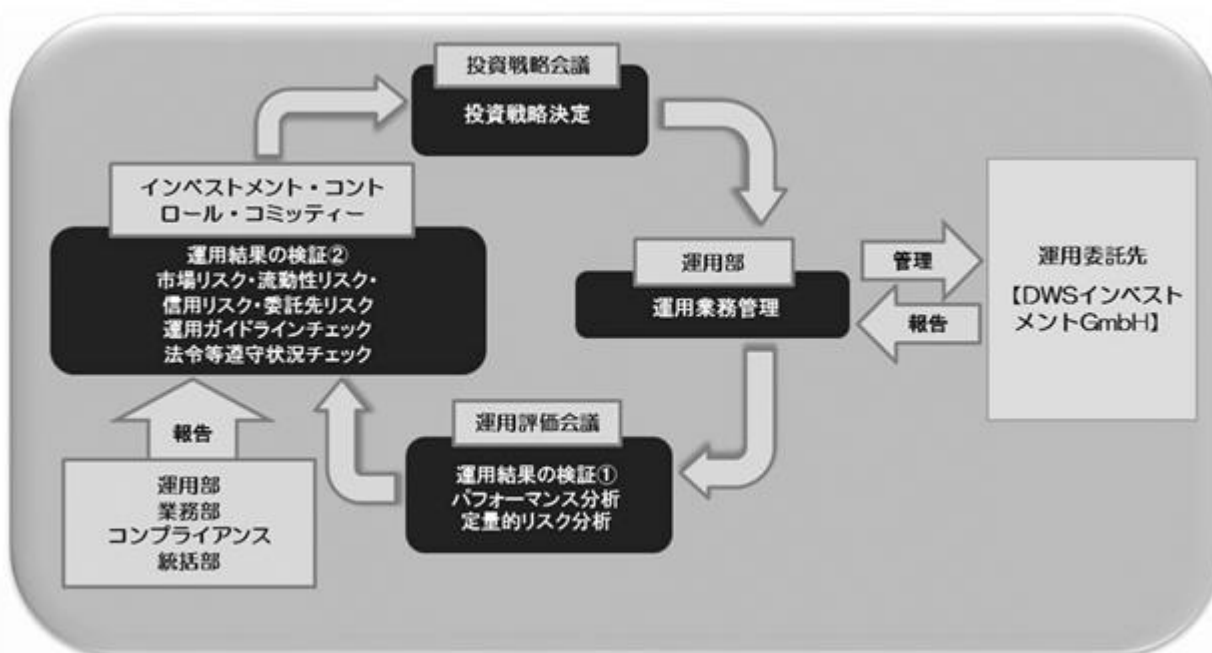 投資戦略会議
投資戦略決定
インベストメント・コント
ロール・コミッティー
運用結果の検証②
市場リスク・流動性リスク・
信用リスク・委託先リスク
運用ガイドラインチェック
法令等遵守状況チェック
運用部
運用業務管理
管理
報告
運用委託先
【DWSインベスト
メントGmbH】
運用評価会議
運用結果の検証①
パフォーマンス分析
定量的リスク分析
報告
運用部
業務部
コンプライアンス
統括部